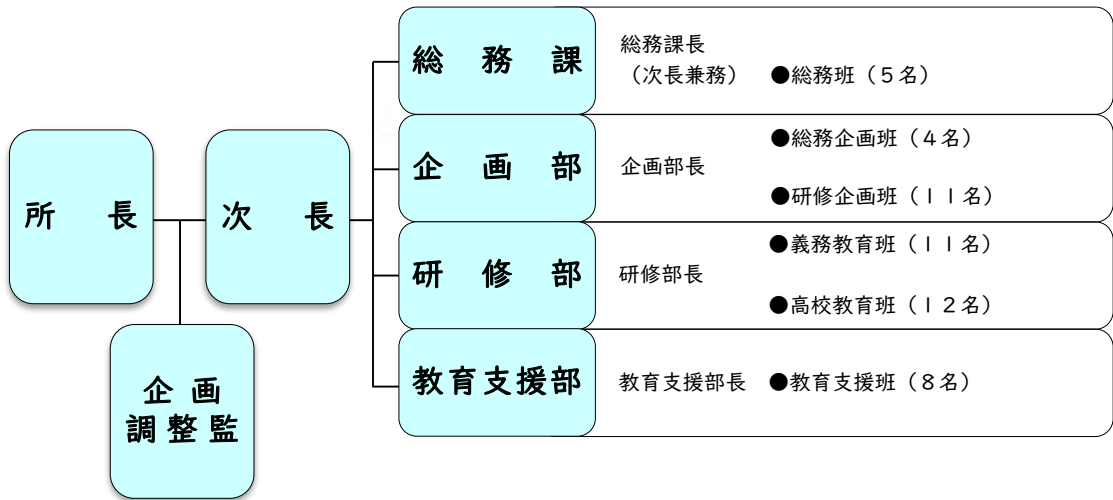 所　長
次　長
企 画
調 整 監
総　務　課
総務課長
（次長兼務）　●総務班（５名）
企　画　部
企画部長
●総務企画班（４名）
●研修企画班（１１名）
研　修　部
研修部長
●義務教育班（１１名）
●高校教育班（１２名）
教育支援部
教育支援部長　●教育支援班（８名）